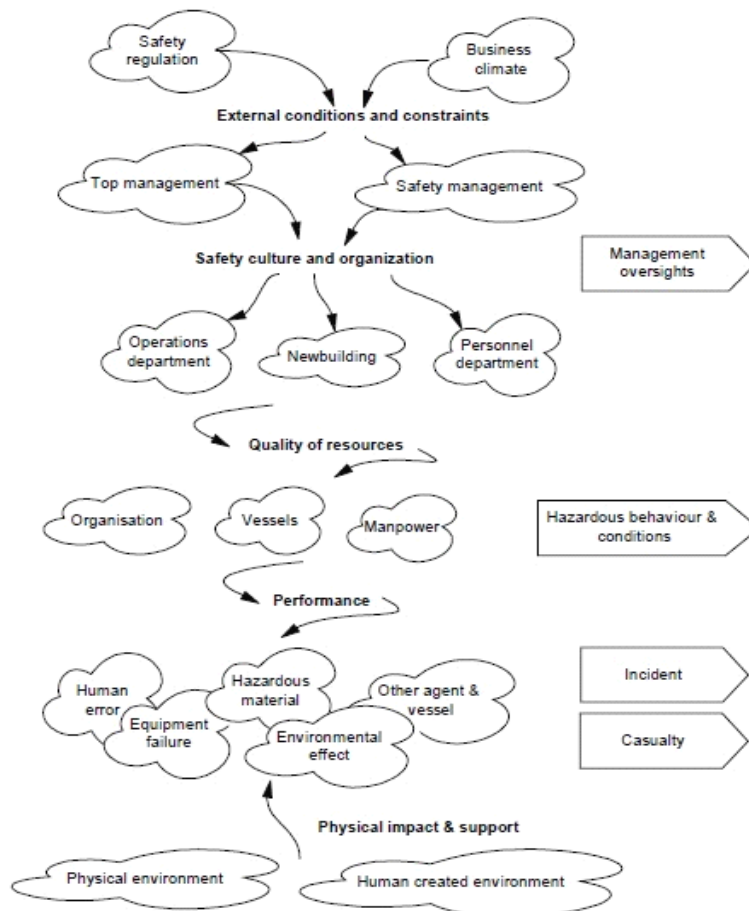 Safety
regulation
Business
climate
External conditions and constraints
Top management
Safety management
Safety culture and organization
Management
oversights
Operations
department
Newbuilding
Personnel
department
Quality of resources
Organisation
Vessels
Manpower
Hazardous behaviour &
conditions
Performance
Human
error
Hazardous
material
Other agent &
vessel
Incident
Equipment
failure
Environmental
effect
Casualty
Physical impact & support
Physical environment
Human created environment